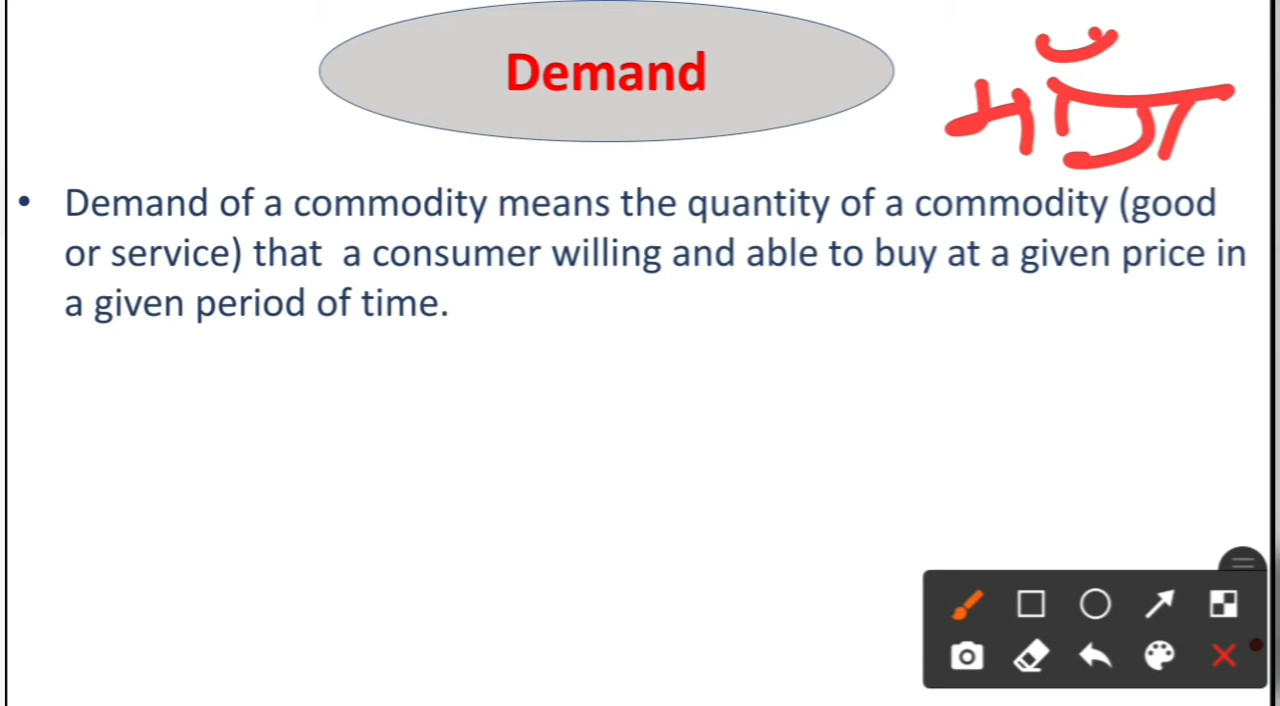 Demand
माँग
• Demand of a commodity means the quantity of a commodity (good
or service) that a consumer willing and able to buy at a given price in
a given period of time.